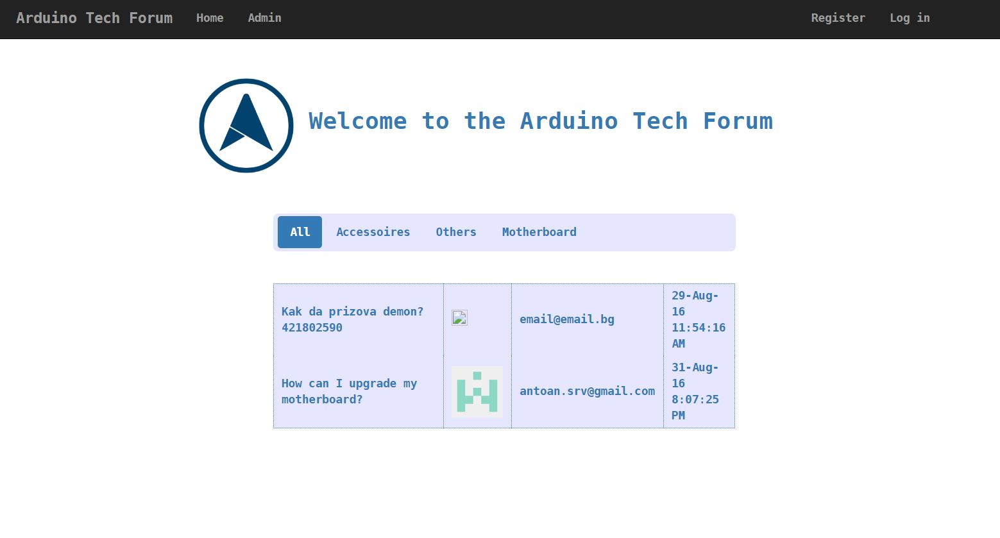 Arduino Tech Forum Home Admin Register Log in
Welcome to the Arduino Tech Forum
All Accessoires Others Motherboard
Kak da prizova demon?
421802590
email@email.bg
29-Aug-
16
11:54:16
AM
How can I upgrade my
motherboard?
antoan.srv@gmail.com
31-Aug-
16
8:07:25
PM